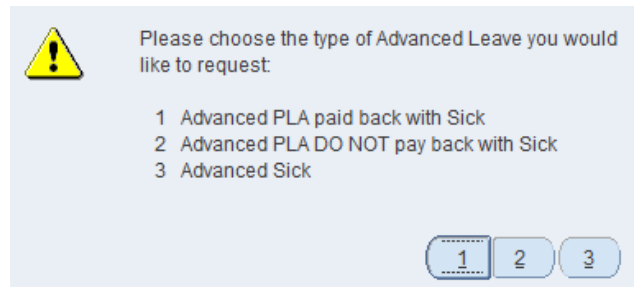 Please choose the type of Advanced Leave you would
like to request:
1 Advanced PLA paid back with Sick
2 Advanced PLA DO NOT pay back with Sick
3 Advanced Sick
1 2 3